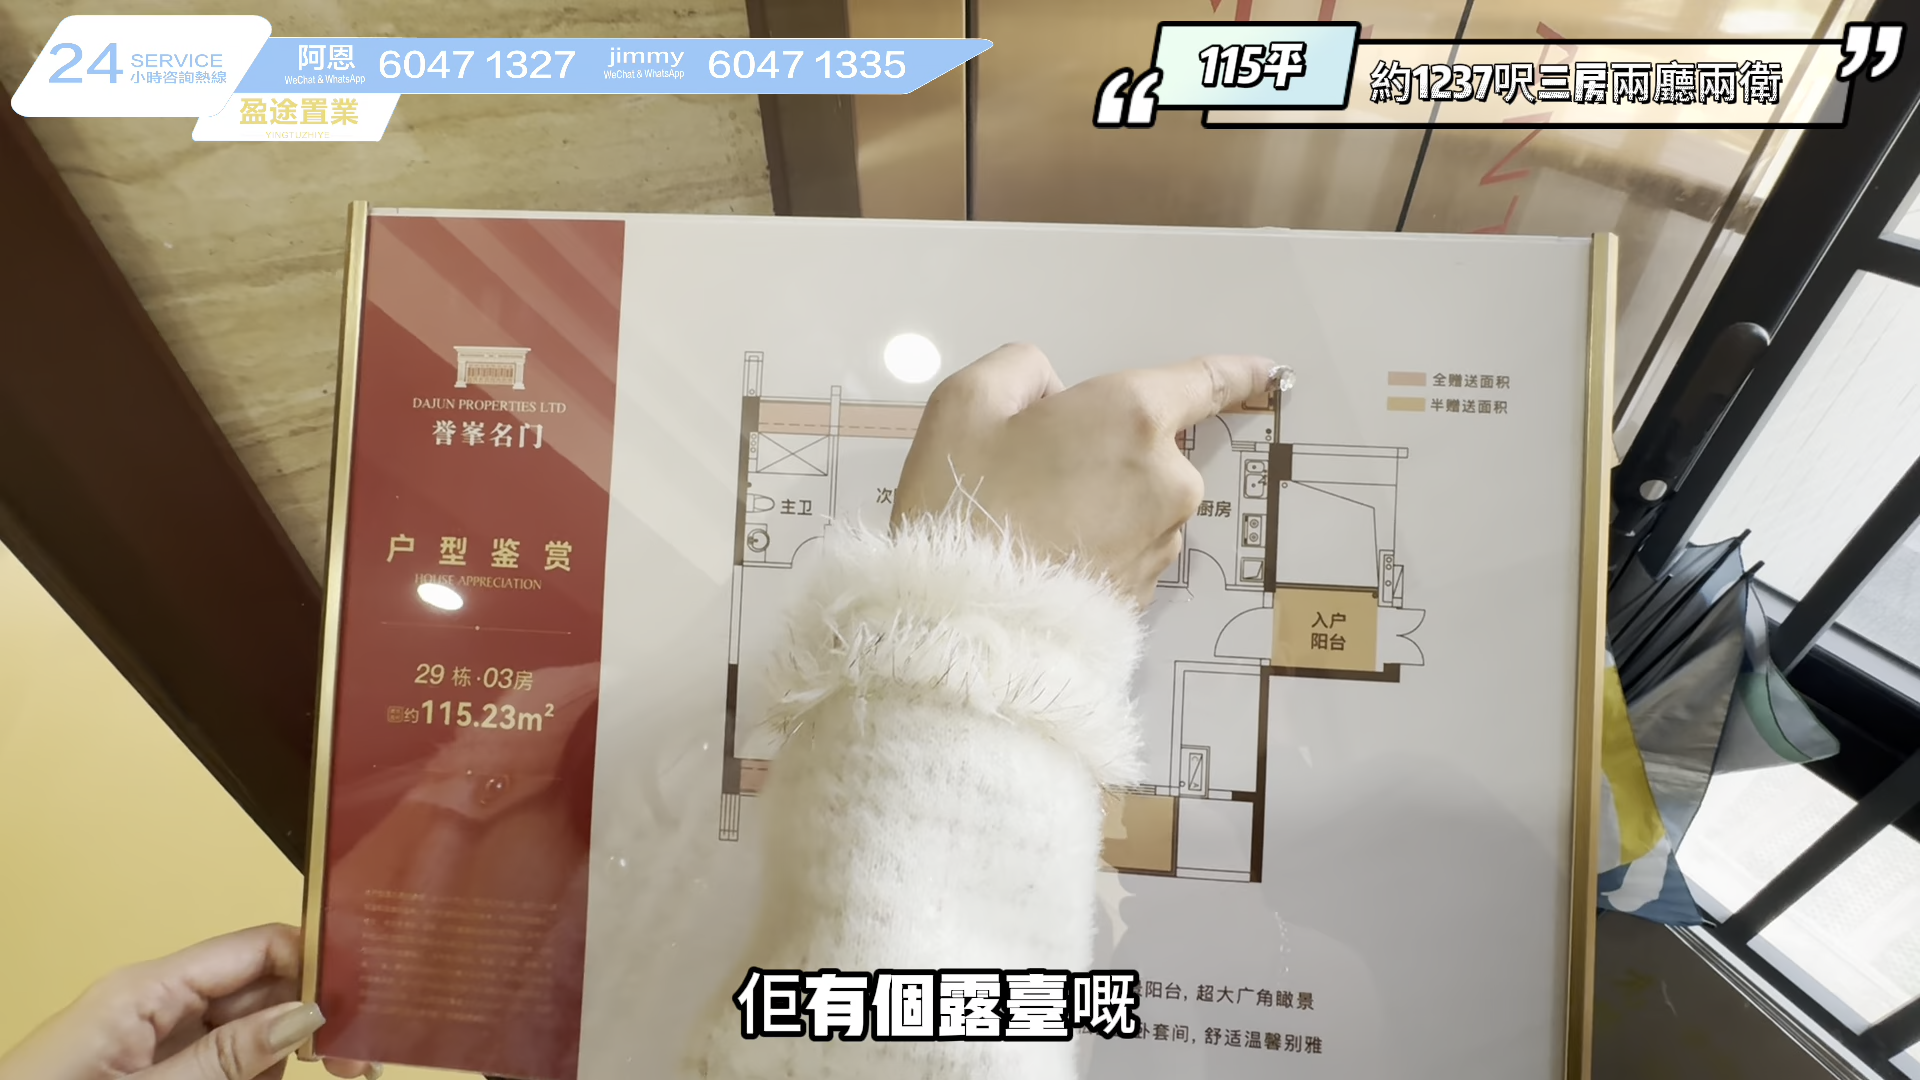 24 SERVICE
小時咨詢熱線
阿恩
WeChat & WhatsApp
6047 1327
jimmy
WeChat & WhatsApp
6047 1335
盈途置業
YINGTUZHIYE
115平
約1237呎三房兩廳兩衛
DAJUN PROPERTIES LTD
誉峯名门
户型鉴赏
HOUSE APPRECIATION
29 栋·03房
约115.23m²
全赠送面积
半赠送面积
主卫
次
厨房
入户
阳台
阳台, 超大广角瞰景
卧套间, 舒适温馨别雅
佢有個露臺嘅